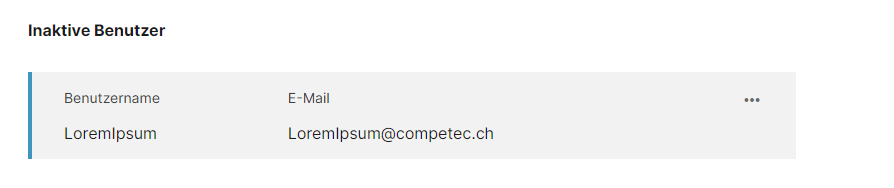 Inaktive Benutzer
Benutzername E-Mail
LoremIpsum LoremIpsum@competec.ch